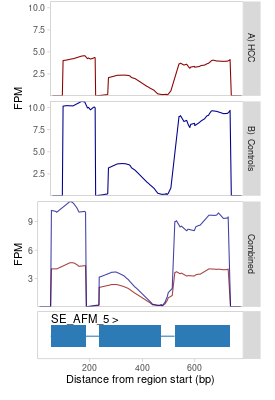 10.0
7.5
5.0
2.5
FPM
A) HCC
10.0
7.5
5.0
2.5
FPM
B) Controls
9
6
3
FPM
Combined
SE_AFM_5 >
200 400 600
Distance from region start (bp)